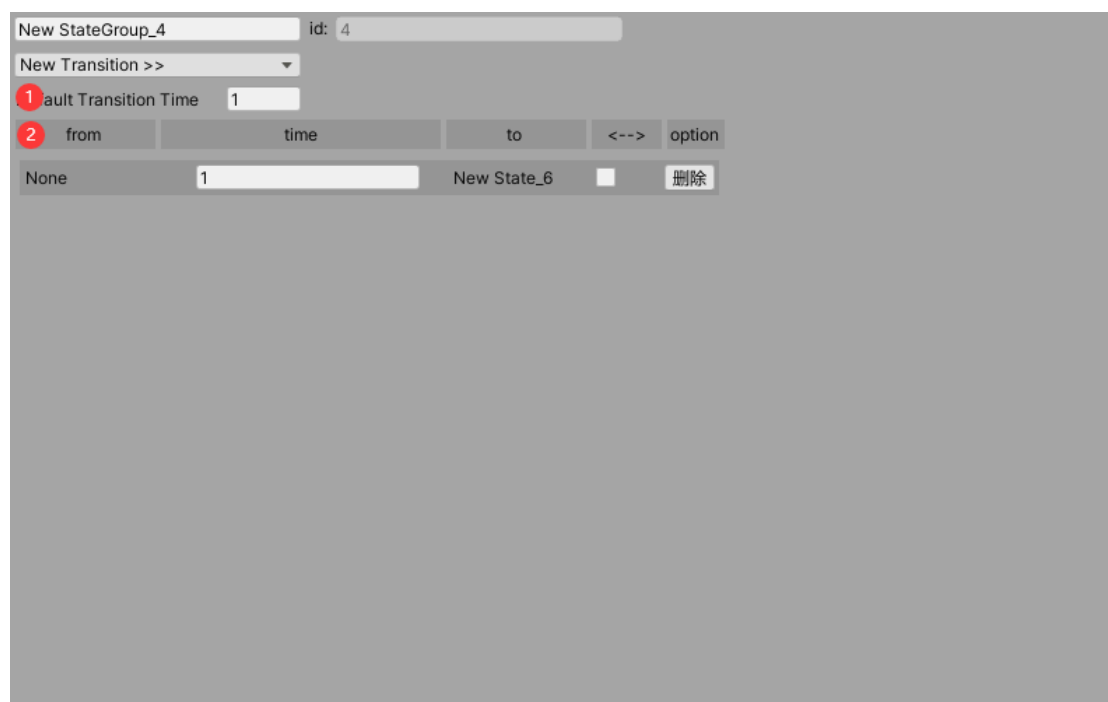 New StateGroup_4 id: 4
New Transition >>
1 ault Transition Time 1
2 from time to <--> option
None 1 New State_6 删除